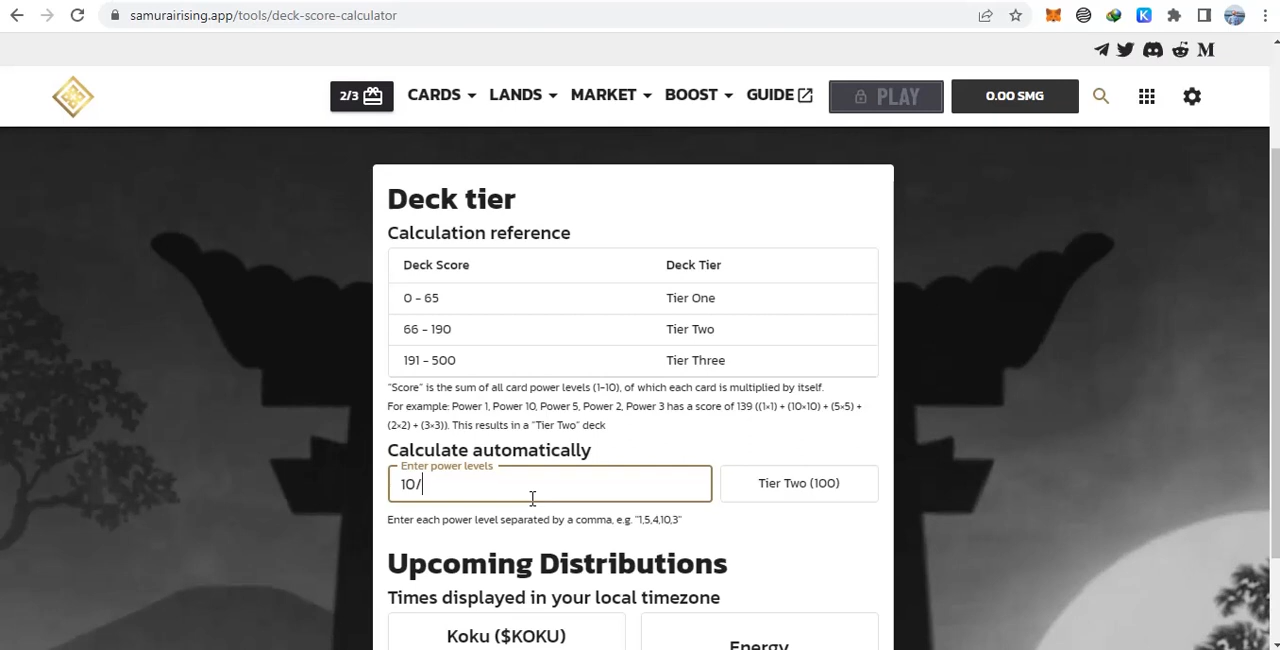 samurairising.app/tools/deck-score-calculator
K
M
2/3 CARDS LANDS MARKET BOOST GUIDE PLAY 0.00 SMG
Deck tier
Calculation reference
Deck Score Deck Tier
0 - 65 Tier One
66 - 190 Tier Two
191 - 500 Tier Three
"Score" is the sum of all card power levels (1-10), of which each card is multiplied by itself.
For example: Power 1, Power 10, Power 5, Power 2, Power 3 has a score of 139 ((1×1) + (10×10) + (5×5) +
(2×2) + (3×3)). This results in a "Tier Two" deck
Calculate automatically
Enter power levels
10/ Tier Two (100)
Enter each power level separated by a comma, e.g. "1,5,4,10,3"
Upcoming Distributions
Times displayed in your local timezone
Koku ($KOKU) Energy